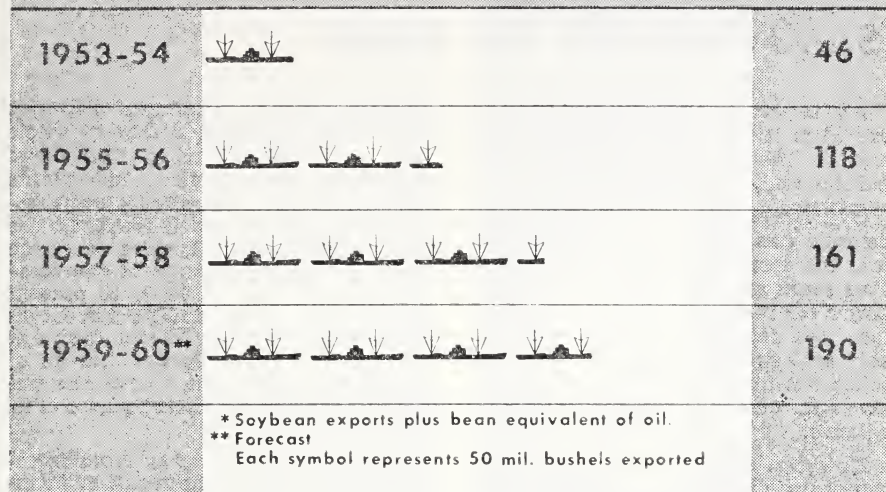 1953-54 46
1955-56 118
1957-58 161
1959-60** 190
* Soybean exports plus bean equivalent of oil.
** Forecast
Each symbol represents 50 mil. bushels exported